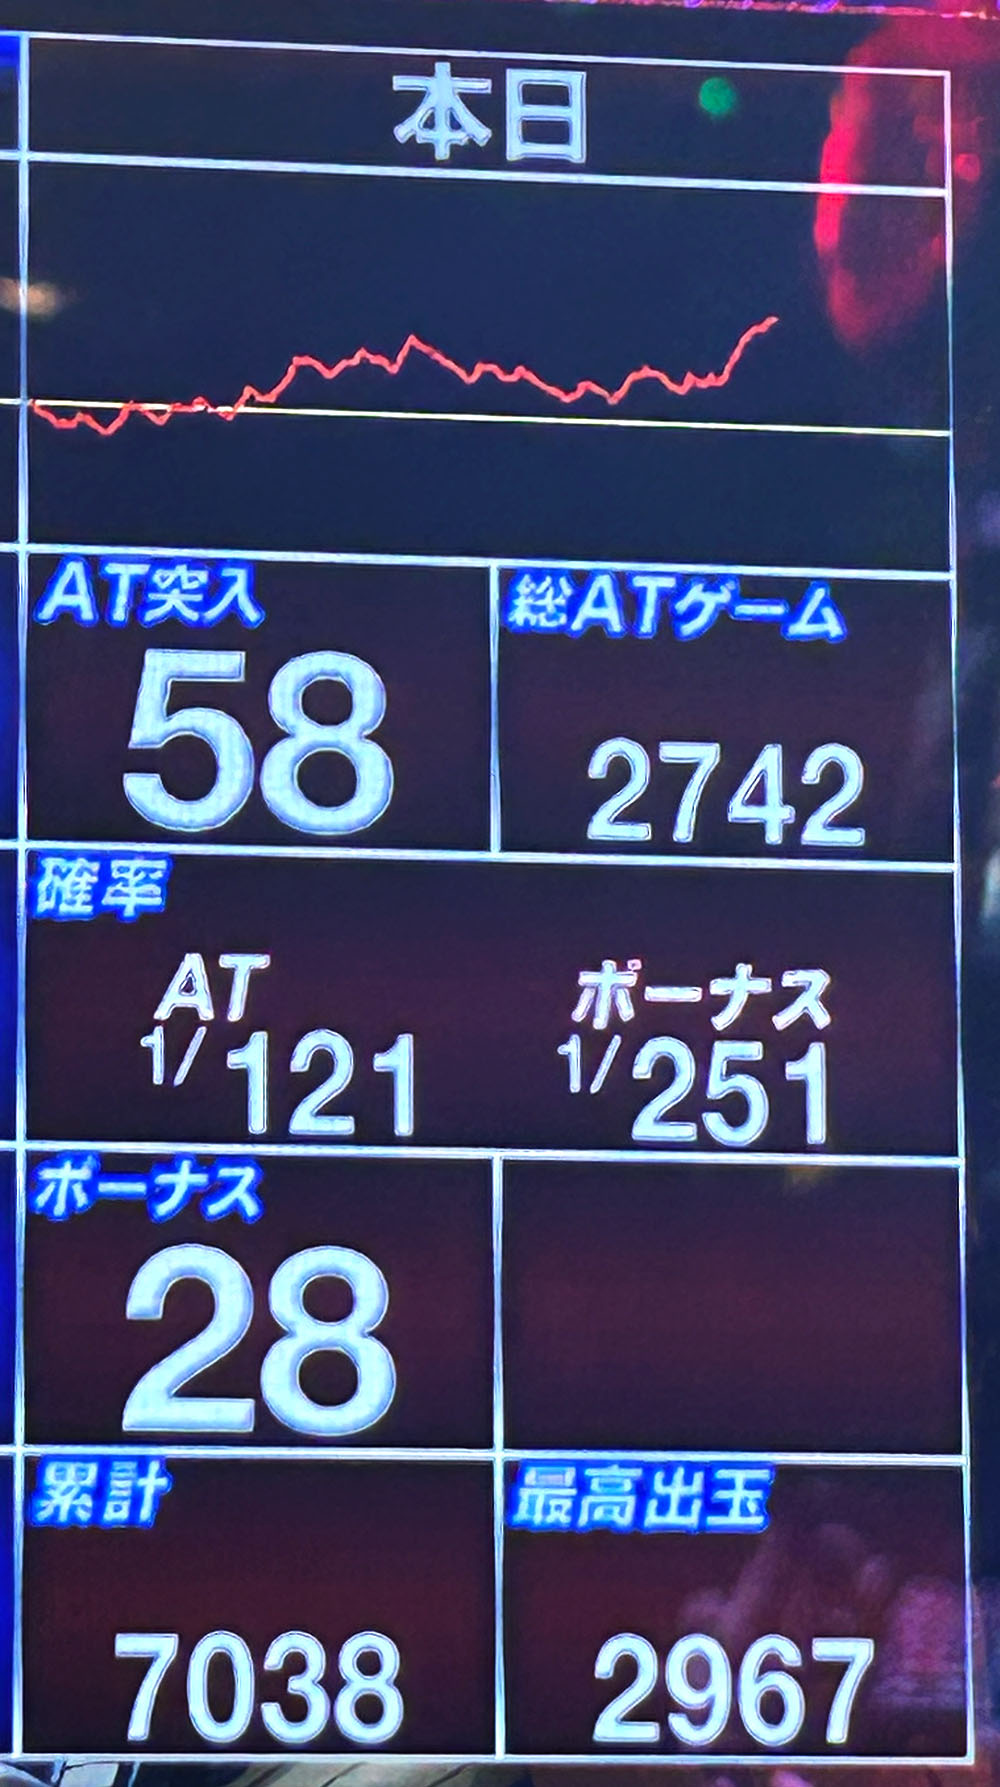 本日
AT突入 総ATゲーム
58 2742
確率
AT ボーナス
1/121 1/251
ボーナス
28
累計 最高出玉
7038 2967